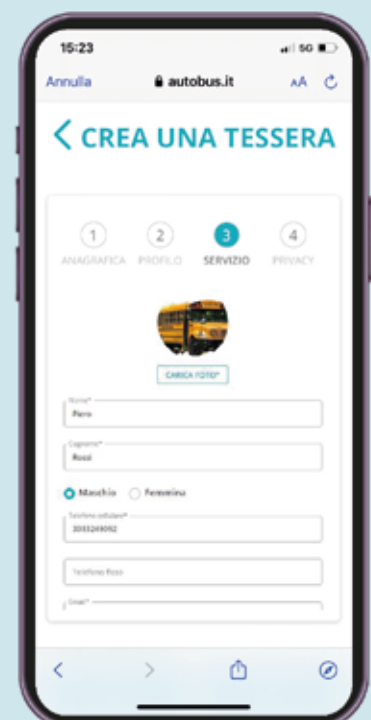 15:23 5G
Annulla autobus.it AA
CREA UNA TESSERA
1 2 3 4
ANAGRAFICA PROFILO SERVIZIO PRIVACY
CARICA FOTO*
Nome*
Piero
Cognome*
Rossi
Maschio Femmina
Telefono cellulare*
3333249092
Telefono fisso
Email*